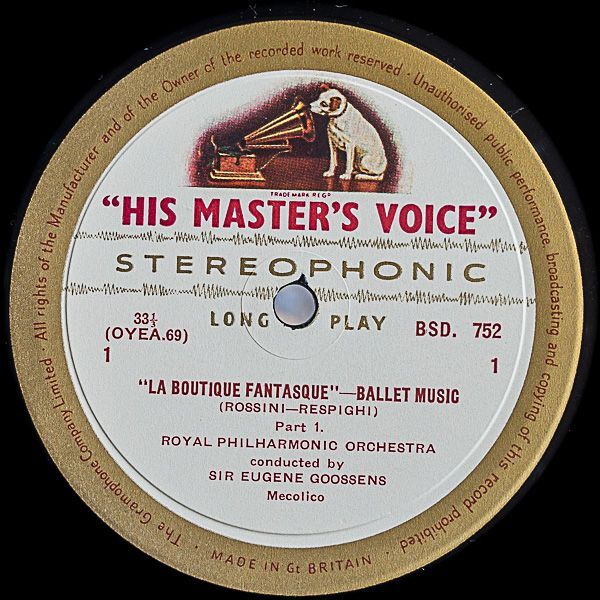 The Gramophone Company Limited · All rights of the Manufacturer and of the Owner of the recorded work reserved · Unauthorised public performance, broadcasting and copying of this record prohibited ·
TRADE MARK REGD
“HIS MASTER'S VOICE”
STEREOPHONIC
LONG PLAY
33⅓
(OYEA.69)
1
BSD. 752
1
“LA BOUTIQUE FANTASQUE”—BALLET MUSIC
(ROSSINI—RESPIGHI)
Part 1.
ROYAL PHILHARMONIC ORCHESTRA
conducted by
SIR EUGENE GOOSSENS
Mecolico
MADE IN Gt BRITAIN